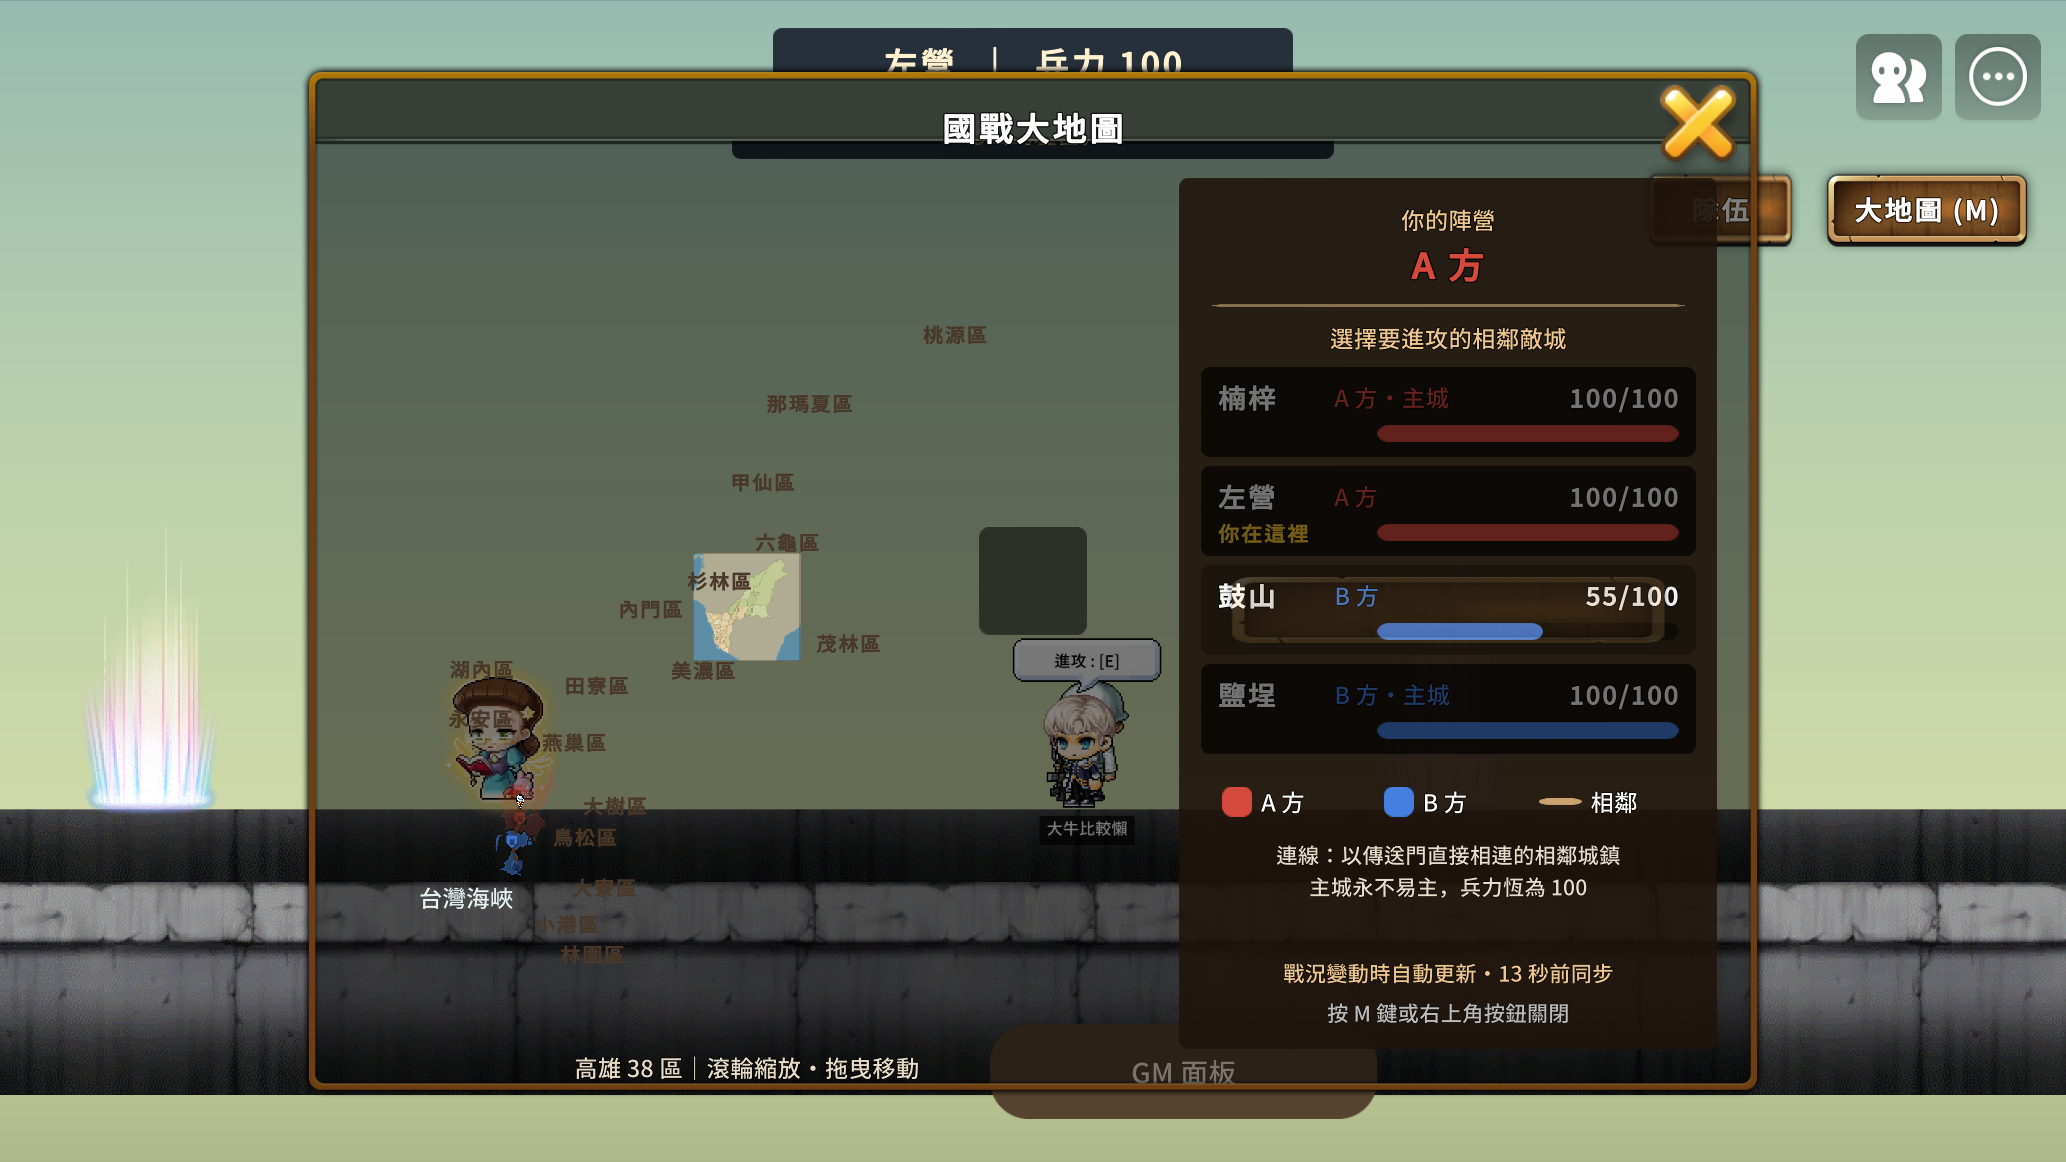 左營 ｜ 兵力 100
國戰大地圖
隊伍
大地圖 (M)
你的陣營
A 方
選擇要進攻的相鄰敵城
楠梓 A 方・主城 100/100
左營 A 方 100/100
你在這裡
鼓山 B 方 55/100
鹽埕 B 方・主城 100/100
A 方 B 方 相鄰
連線：以傳送門直接相連的相鄰城鎮
主城永不易主，兵力恆為 100
戰況變動時自動更新・13 秒前同步
按 M 鍵或右上角按鈕關閉
桃源區
那瑪夏區
甲仙區
六龜區
杉林區
內門區
茂林區
湖內區
美濃區
田寮區
永安區
燕巢區
大樹區
鳥松區
大寮區
小港區
林園區
台灣海峽
進攻 : [E]
大牛比較懶
高雄 38 區｜滾輪縮放・拖曳移動
GM 面板